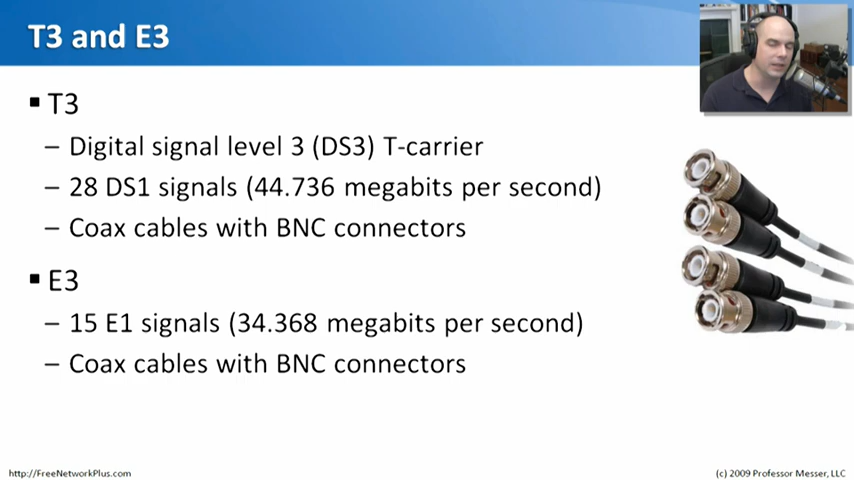 T3 and E3
▪ T3
– Digital signal level 3 (DS3) T-carrier
– 28 DS1 signals (44.736 megabits per second)
– Coax cables with BNC connectors
▪ E3
– 15 E1 signals (34.368 megabits per second)
– Coax cables with BNC connectors
http://FreeNetworkPlus.com
(c) 2009 Professor Messer, LLC